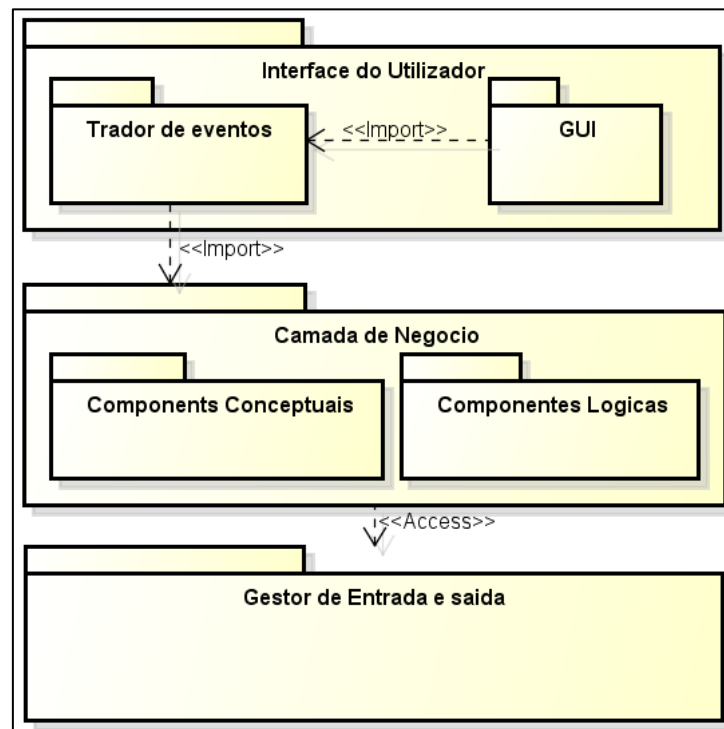 Interface do Utilizador
Trador de eventos
<<Import>>
GUI
<<Import>>
Camada de Negocio
Components Conceptuais
Componentes Logicas
<<Access>>
Gestor de Entrada e saida